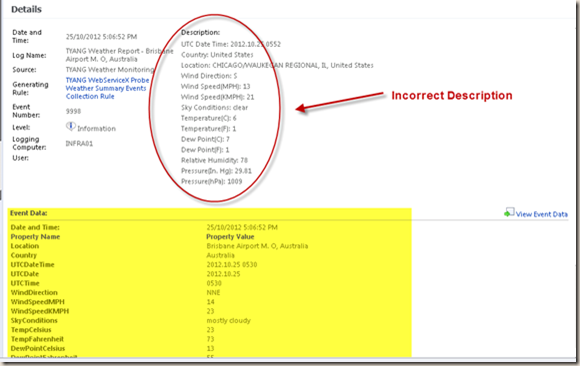 Details
Date and Time: 25/10/2012 5:06:52 PM
Log Name: TYANG Weather Report - Brisbane Airport M. O, Australia
Source: TYANG Weather Monitoring
Generating Rule: TYANG WebServiceX Probe Weather Summary Events Collection Rule
Event Number: 9998
Level: Information
Logging Computer: INFRA01
User:
Description:
UTC Date Time: 2012.10.25 0552
Country: United States
Location: CHICAGO/WAUKEGAN REGIONAL, IL, United States
Wind Direction: S
Wind Speed(MPH): 13
Wind Speed(KMPH): 21
Sky Conditions: clear
Temperature(C): 6
Temperature(F): 1
Dew Point(C): 7
Dew Point(F): 1
Relative Humidity: 78
Pressure(In. Hg): 29.81
Pressure(hPa): 1009
Incorrect Description
Event Data:
View Event Data
Date and Time: 25/10/2012 5:06:52 PM
Property Name Property Value
Location Brisbane Airport M. O, Australia
Country Australia
UTCDateTime 2012.10.25 0530
UTCDate 2012.10.25
UTCTime 0530
WindDirection NNE
WindSpeedMPH 14
WindSpeedKMPH 23
SkyConditions mostly cloudy
TempCelsius 23
TempFahrenheit 73
DewPointCelsius 13
DewPointFahrenheit 55